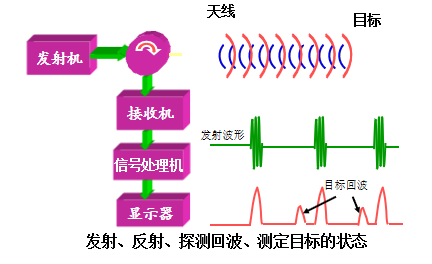 天线
目标
发射机
接收机
发射波形
信号处理机
目标回波
显示器
发射、反射、探测回波、测定目标的状态